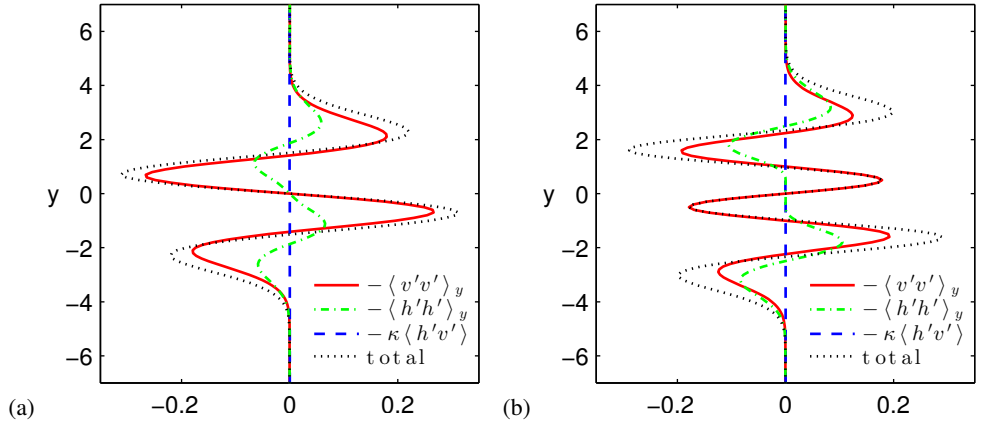 6
4
2
y 0
−2
−4
−6
− ⟨ v′v′ ⟩ y
− ⟨ h′h′ ⟩ y
− κ⟨ h′v′ ⟩
total
−0.2 0 0.2
(a)
6
4
2
y 0
−2
−4
−6
− ⟨ v′v′ ⟩ y
− ⟨ h′h′ ⟩ y
− κ⟨ h′v′ ⟩
total
−0.2 0 0.2
(b)